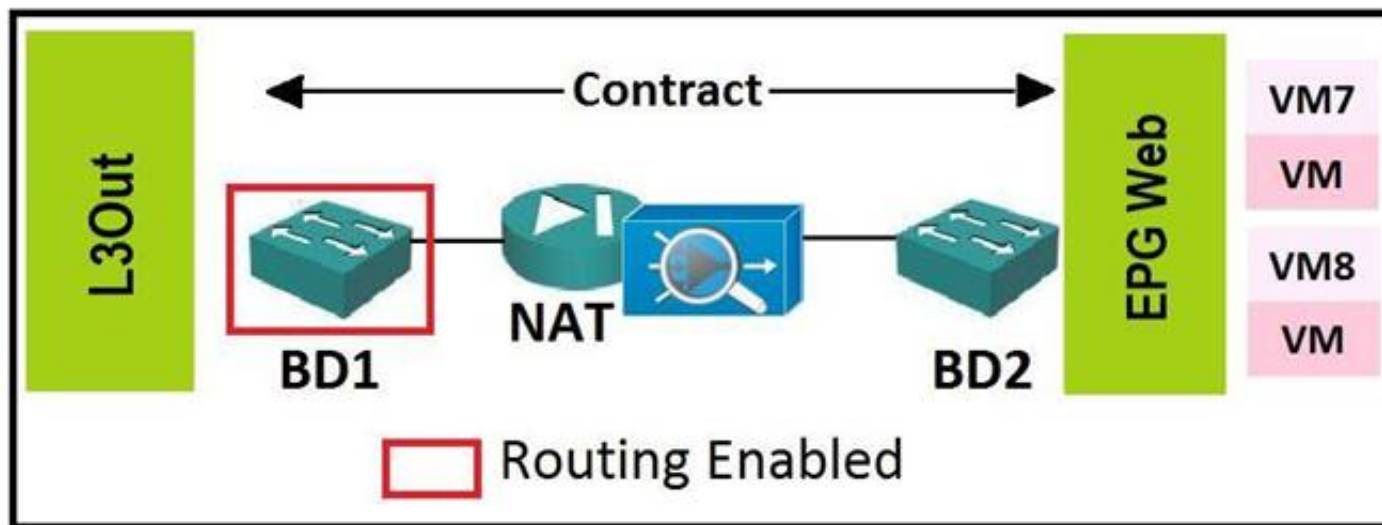 L3Out
Contract
EPG Web
VM7
VM
VM8
VM
NAT
BD1
BD2
Routing Enabled